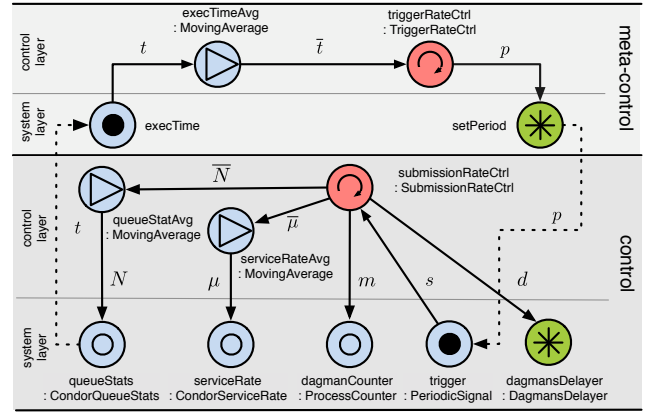 execTimeAvg
: MovingAverage
triggerRateCtrl
: TriggerRateCtrl
control
layer
t
t̅
p
meta-control
system
layer
execTime
setPeriod
N̅
submissionRateCtrl
: SubmissionRateCtrl
control
layer
t
queueStatAvg
: MovingAverage
μ̅
p
serviceRateAvg
: MovingAverage
control
N
μ
m
s
d
system
layer
queueStats
: CondorQueueStats
serviceRate
: CondorServiceRate
dagmanCounter
: ProcessCounter
trigger
: PeriodicSignal
dagmansDelayer
: DagmansDelayer